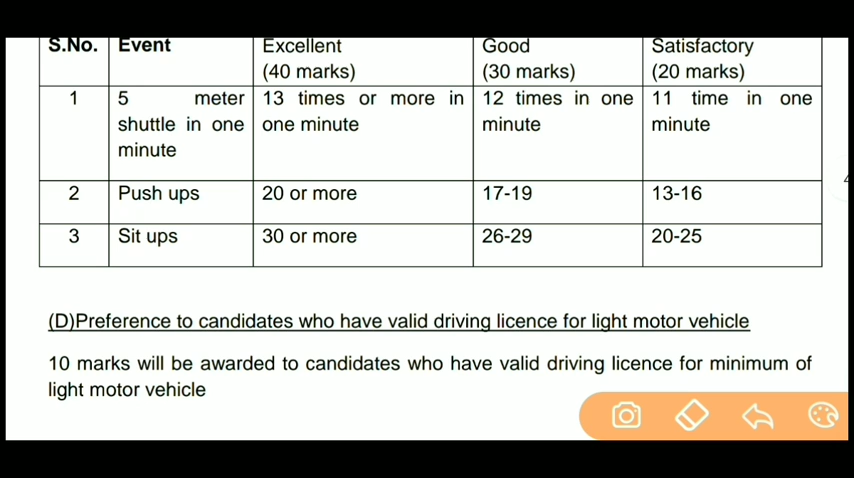 S.No. Event Excellent Good Satisfactory
(40 marks) (30 marks) (20 marks)
1 5 meter 13 times or more in 12 times in one 11 time in one
shuttle in one one minute minute minute
minute
2 Push ups 20 or more 17-19 13-16
3 Sit ups 30 or more 26-29 20-25
(D)Preference to candidates who have valid driving licence for light motor vehicle
10 marks will be awarded to candidates who have valid driving licence for minimum of
light motor vehicle